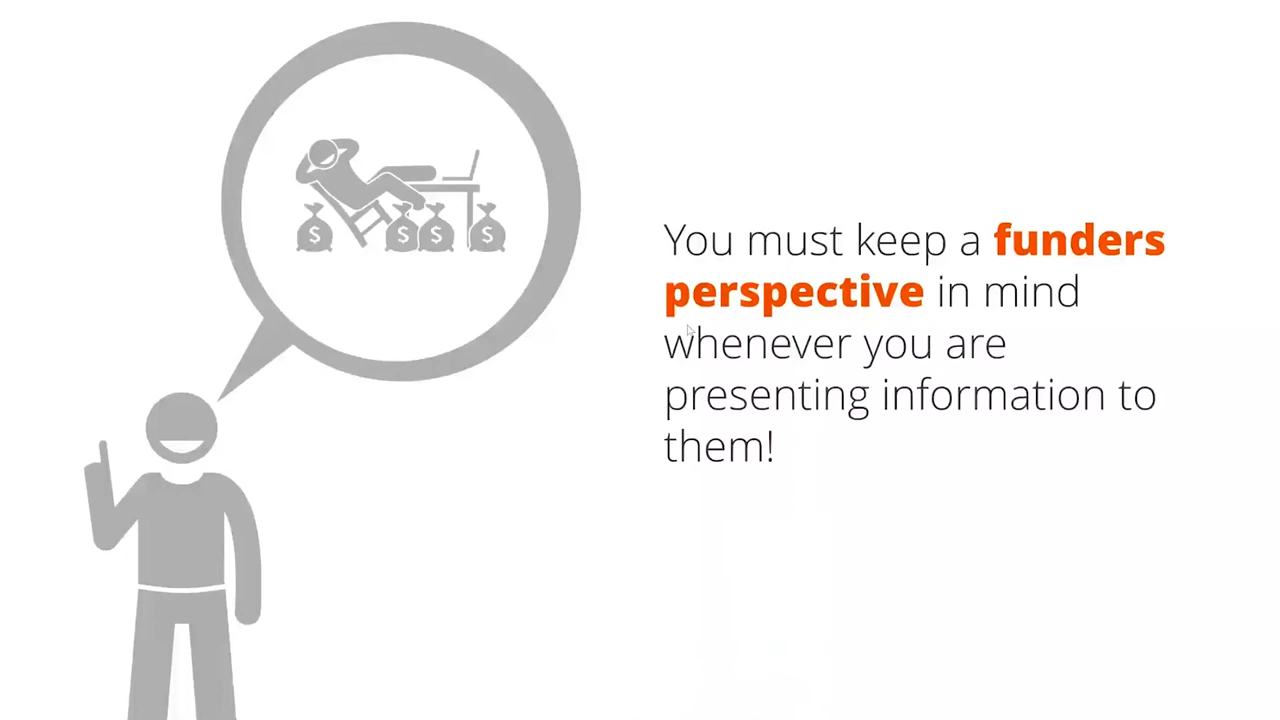 You must keep a funders
perspective in mind
whenever you are
presenting information to
them!
$ $ $ $